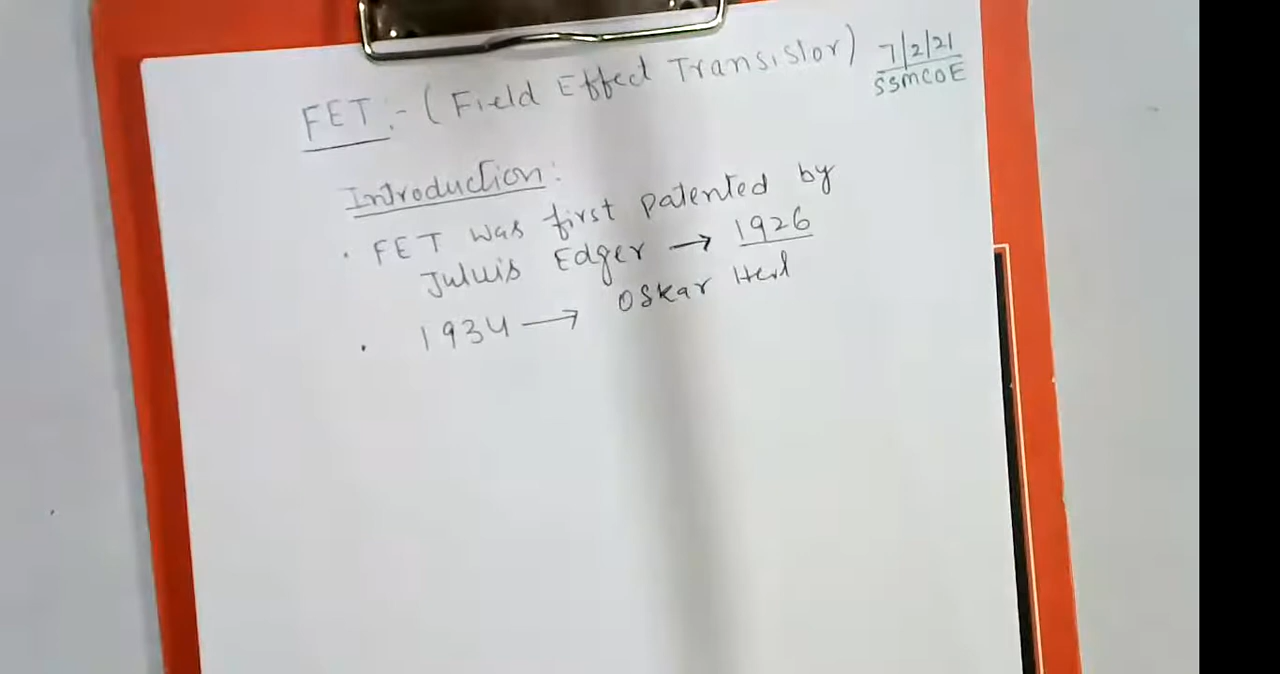 FET :- ( Field Effect Transistor)
7/2/21
SSMCOE
Introduction :
· FET was first patented by
Juluis Edger → 1926
· 1934 → OSkar Heil